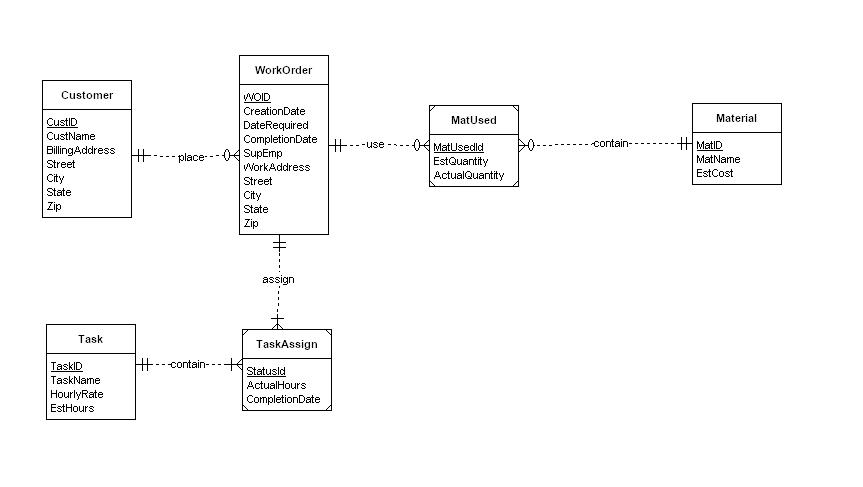 Customer
CustID
CustName
BillingAddress
Street
City
State
Zip
place
WorkOrder
WOID
CreationDate
DateRequired
CompletionDate
SupEmp
WorkAddress
Street
City
State
Zip
use
MatUsed
MatUsedId
EstQuantity
ActualQuantity
contain
Material
MatID
MatName
EstCost
assign
Task
TaskID
TaskName
HourlyRate
EstHours
contain
TaskAssign
StatusId
ActualHours
CompletionDate